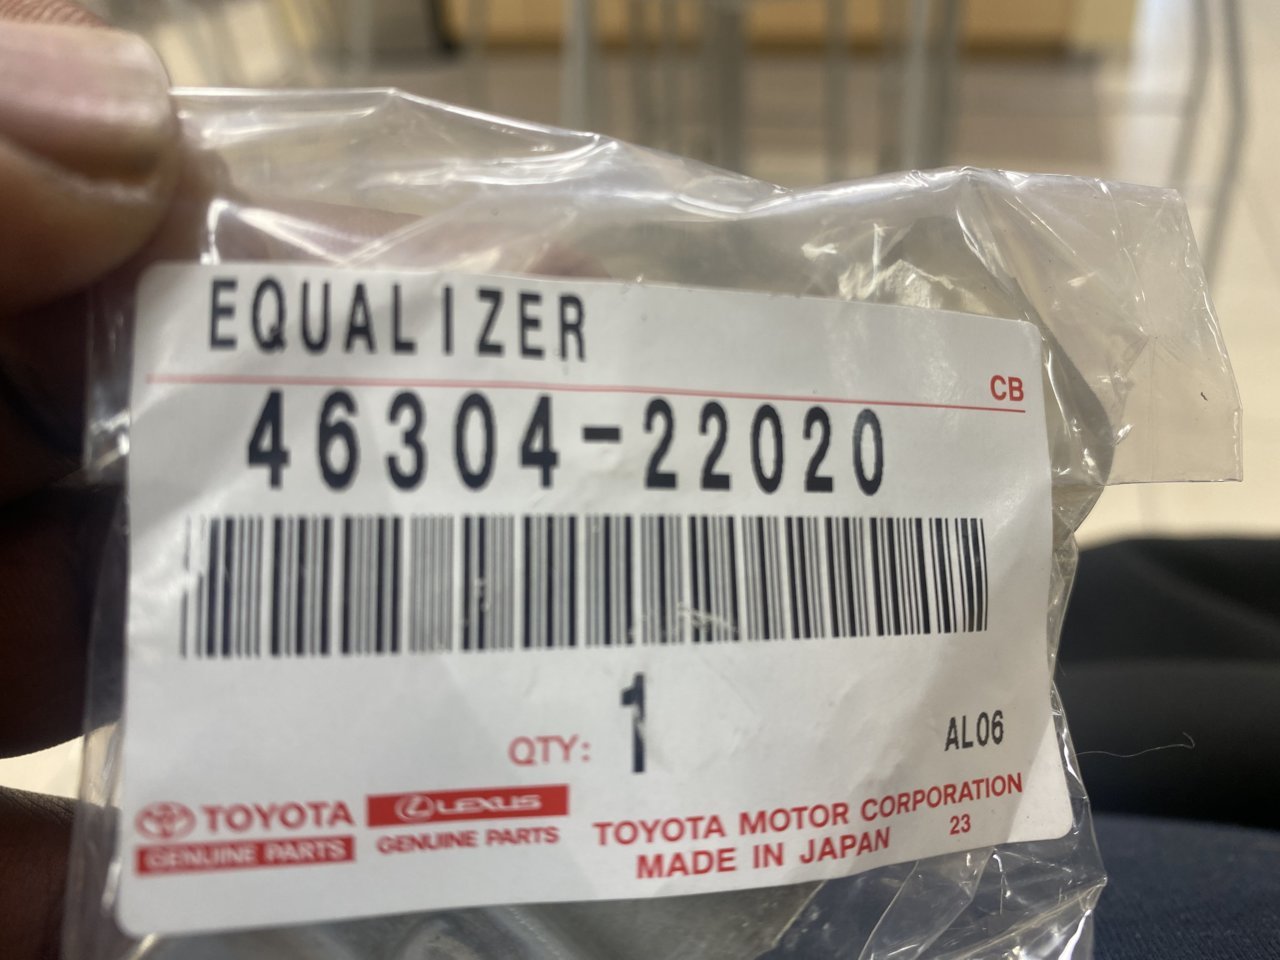 EQUALIZER
CB
46304-22020
1
QTY:
AL06
TOYOTA
GENUINE PARTS
LEXUS
GENUINE PARTS
TOYOTA MOTOR CORPORATION
MADE IN JAPAN
23